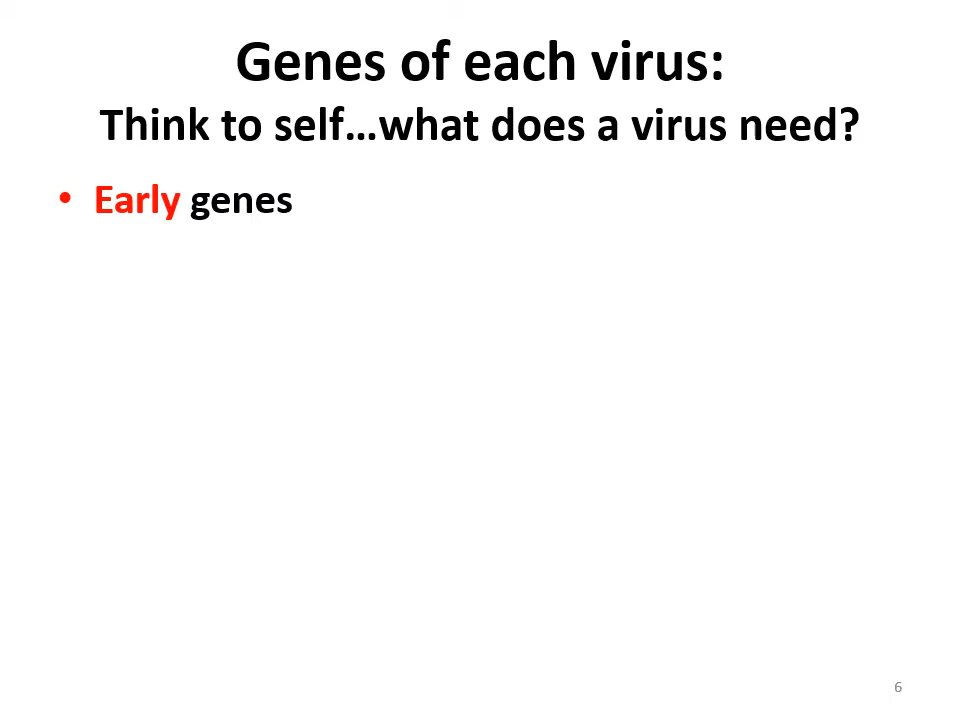 Genes of each virus:
Think to self…what does a virus need?
• Early genes
6